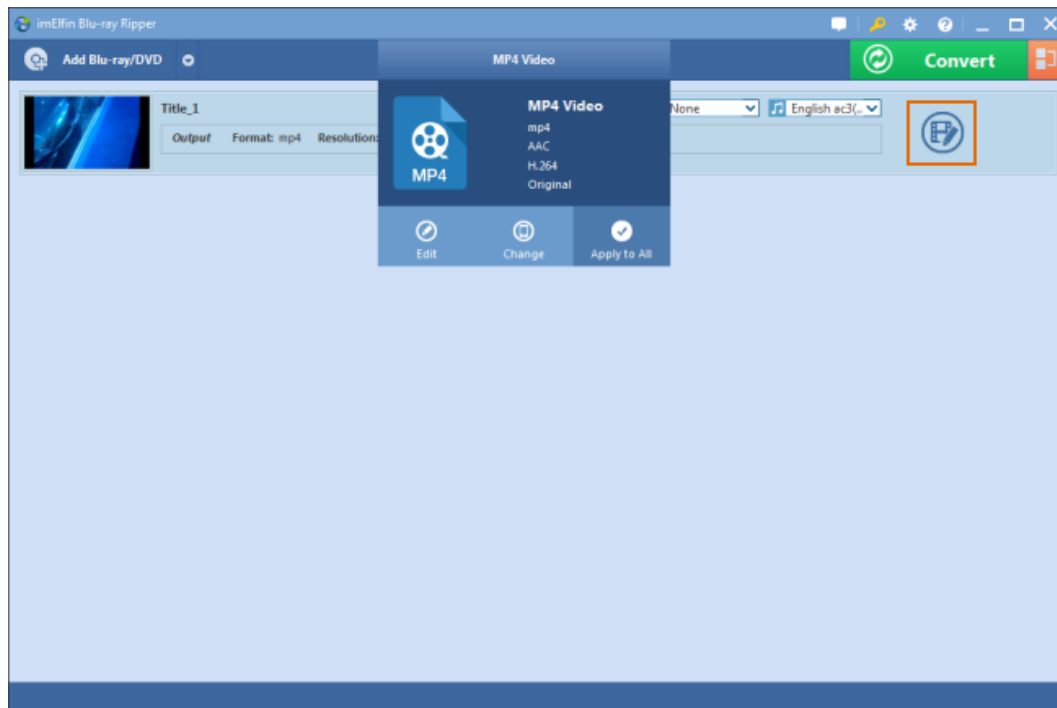 imElfin Blu-ray Ripper
Add Blu-ray/DVD
MP4 Video
Convert
Title_1
Output Format: mp4 Resolution:
MP4
MP4 Video
mp4
AAC
H.264
Original
None
English ac3(..
Edit
Change
Apply to All